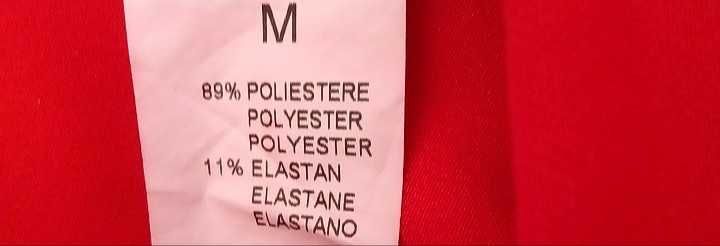 M
89% POLIESTERE
POLYESTER
POLYESTER
11% ELASTAN
ELASTANE
ELASTANO